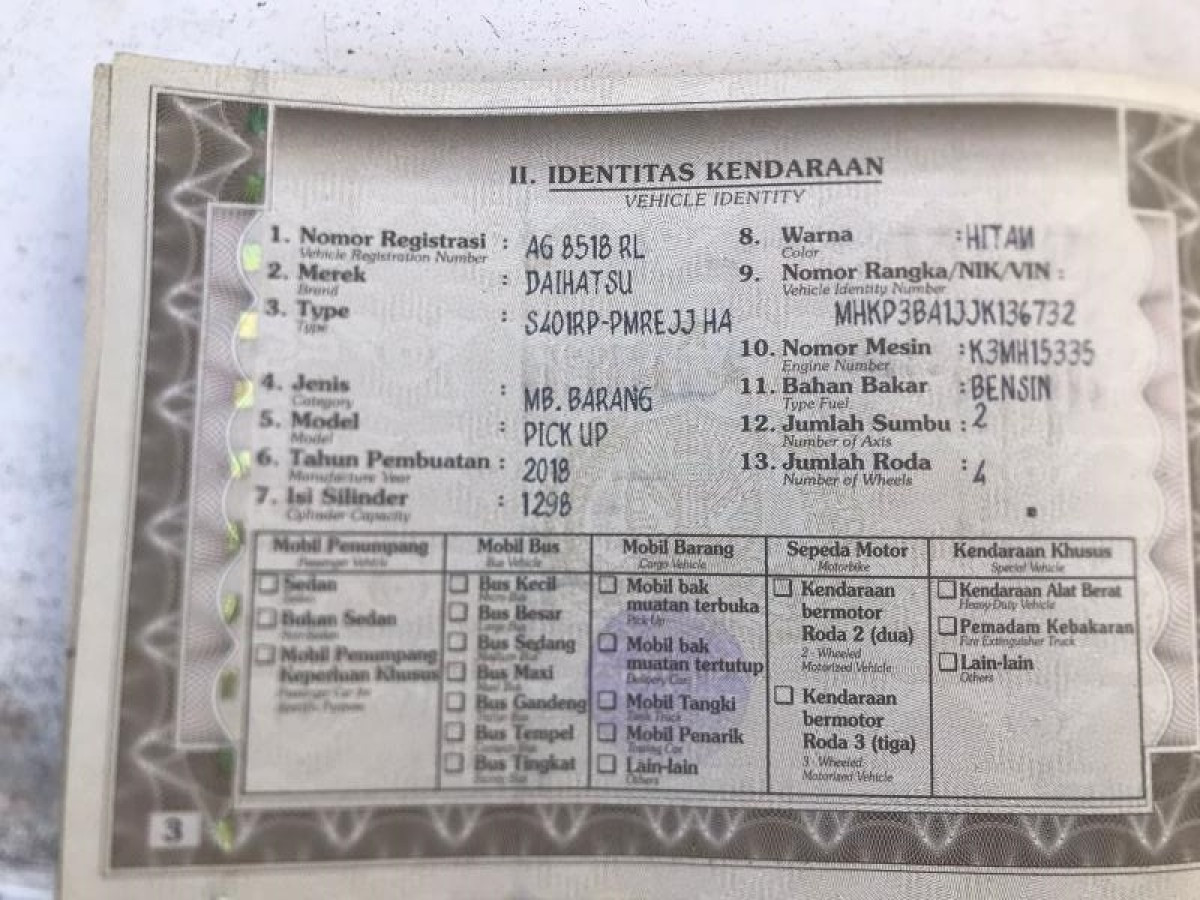 II. IDENTITAS KENDARAAN
VEHICLE IDENTITY
1. Nomor Registrasi : AG 8518 RL
Vehicle Registration Number
2. Merek : DAIHATSU
Brand
3. Type : S401RP-PMREJJ HA
Type
4. Jenis : MB. BARANG
Category
5. Model : PICK UP
Model
6. Tahun Pembuatan : 2018
Manufacture Year
7. Isi Silinder : 1298
Cylinder Capacity
8. Warna : HITAM
Color
9. Nomor Rangka/NIK/VIN :
Vehicle Identity Number
MHKP3BA1JJK136732
10. Nomor Mesin : K3MH15335
Engine Number
11. Bahan Bakar : BENSIN
Type Fuel
12. Jumlah Sumbu : 2
Number of Axis
13. Jumlah Roda : 4
Number of Wheels
Mobil Penumpang
Passenger Vehicle
Sedan
Bukan Sedan
Mobil Penumpang
Keperluan Khusus
Mobil Bus
Bus Vehicle
Bus Kecil
Bus Besar
Bus Sedang
Bus Maxi
Bus Gandeng
Bus Tempel
Bus Tingkat
Mobil Barang
Cargo Vehicle
Mobil bak
muatan terbuka
Pick Up
Mobil bak
muatan tertutup
Delivery Car
Mobil Tangki
Tank Truck
Mobil Penarik
Towing Car
Lain-lain
Others
Sepeda Motor
Motorbike
Kendaraan
bermotor
Roda 2 (dua)
2 - Wheeled
Motorized Vehicle
Kendaraan
bermotor
Roda 3 (tiga)
3 - Wheeled
Motorized Vehicle
Kendaraan Khusus
Special Vehicle
Kendaraan Alat Berat
Heavy-Duty Vehicle
Pemadam Kebakaran
Fire Extinguisher Truck
Lain-lain
Others
3